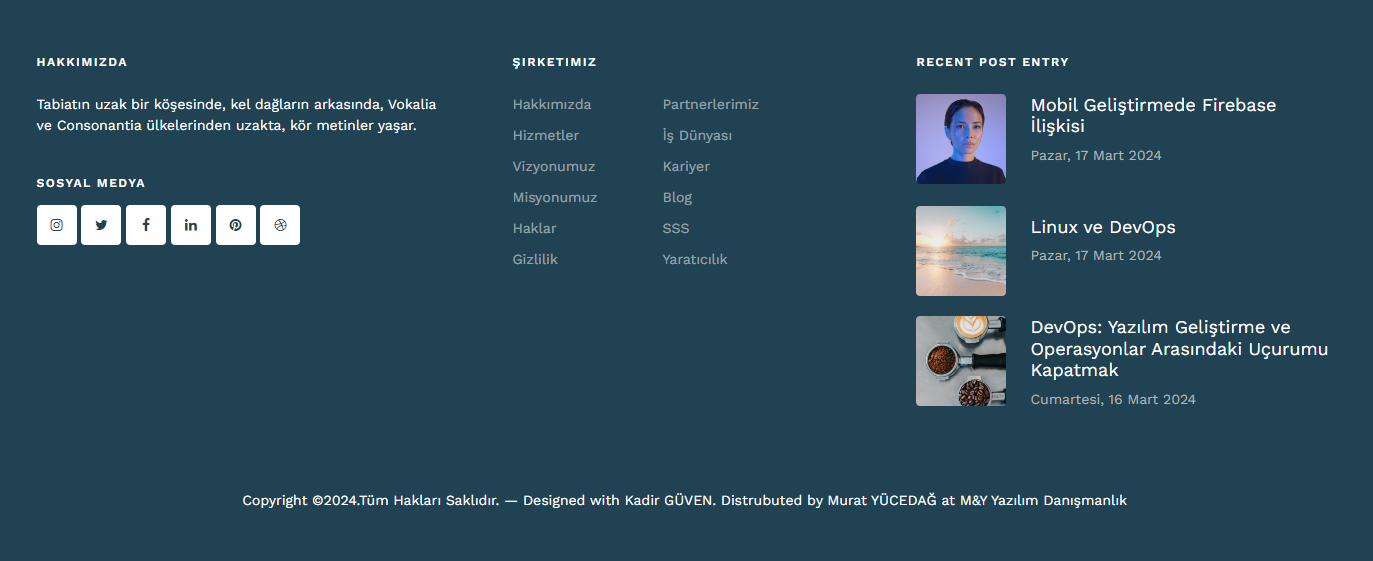 HAKKIMIZDA
Tabiatın uzak bir köşesinde, kel dağların arkasında, Vokalia
ve Consonantia ülkelerinden uzakta, kör metinler yaşar.
SOSYAL MEDYA
ŞIRKETIMIZ
Hakkımızda
Hizmetler
Vizyonumuz
Misyonumuz
Haklar
Gizlilik
Partnerlerimiz
İş Dünyası
Kariyer
Blog
SSS
Yaratıcılık
RECENT POST ENTRY
Mobil Geliştirmede Firebase
İlişkisi
Pazar, 17 Mart 2024
Linux ve DevOps
Pazar, 17 Mart 2024
DevOps: Yazılım Geliştirme ve
Operasyonlar Arasındaki Uçurumu
Kapatmak
Cumartesi, 16 Mart 2024
Copyright ©2024.Tüm Hakları Saklıdır. — Designed with Kadir GÜVEN. Distrubuted by Murat YÜCEDAĞ at M&Y Yazılım Danışmanlık